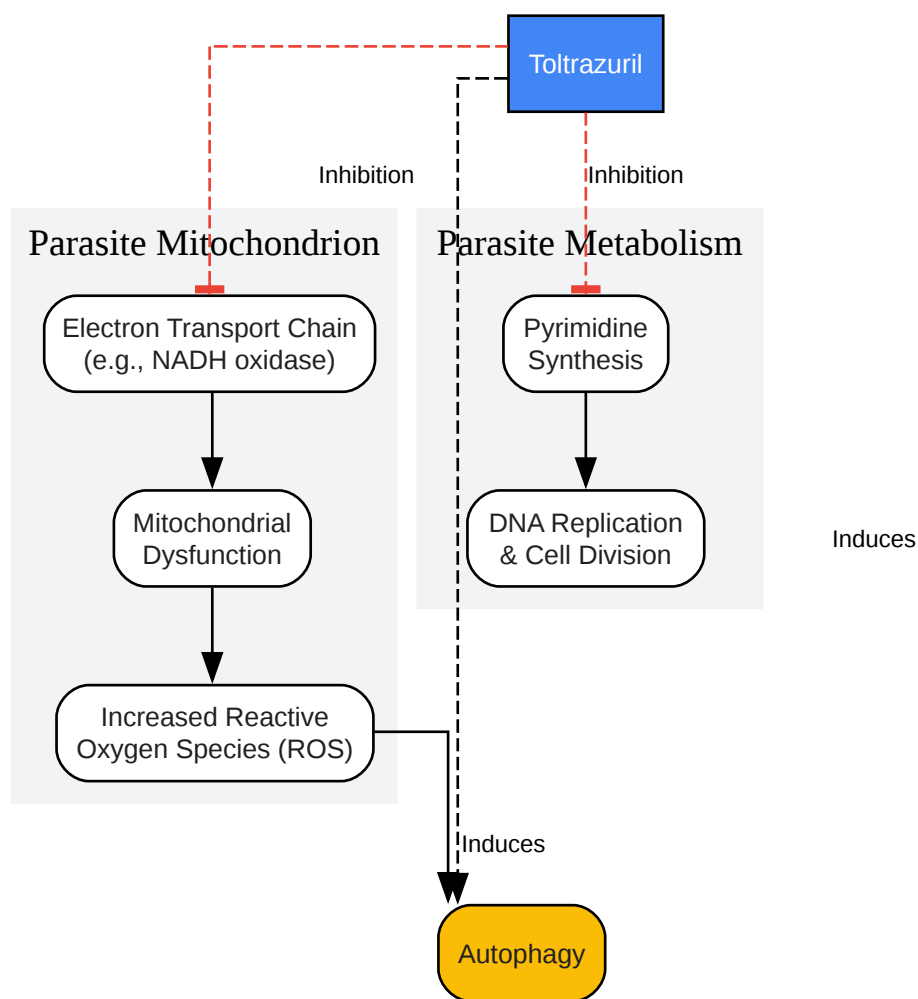 Toltrazuril
Inhibition
Inhibition
Parasite Mitochondrion
Parasite Metabolism
Electron Transport Chain
(e.g., NADH oxidase)
Pyrimidine
Synthesis
Mitochondrial
Dysfunction
DNA Replication
& Cell Division
Induces
Increased Reactive
Oxygen Species (ROS)
Induces
Autophagy